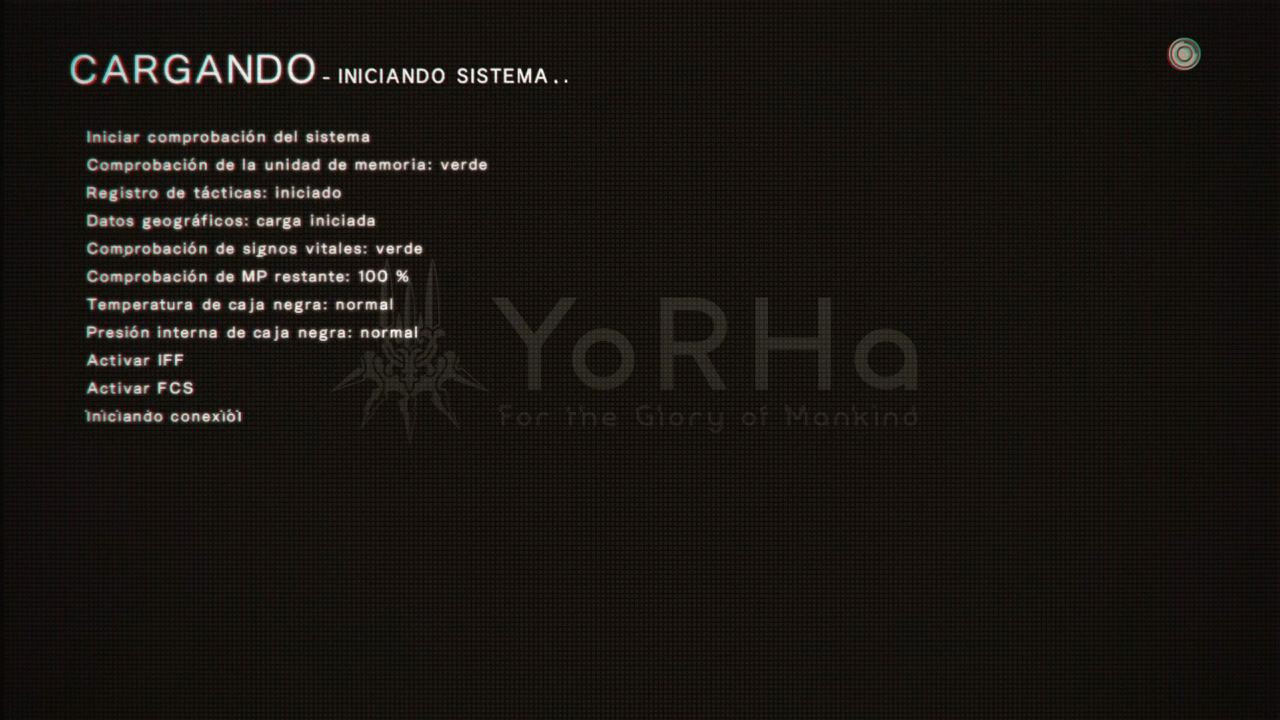 CARGANDO - INICIANDO SISTEMA..
Iniciar comprobación del sistema
Comprobación de la unidad de memoria: verde
Registro de tácticas: iniciado
Datos geográficos: carga iniciada
Comprobación de signos vitales: verde
Comprobación de MP restante: 100 %
Temperatura de caja negra: normal
Presión interna de caja negra: normal
Activar IFF
Activar FCS
Iniciando
YoRHa
For the Glory of Mankind